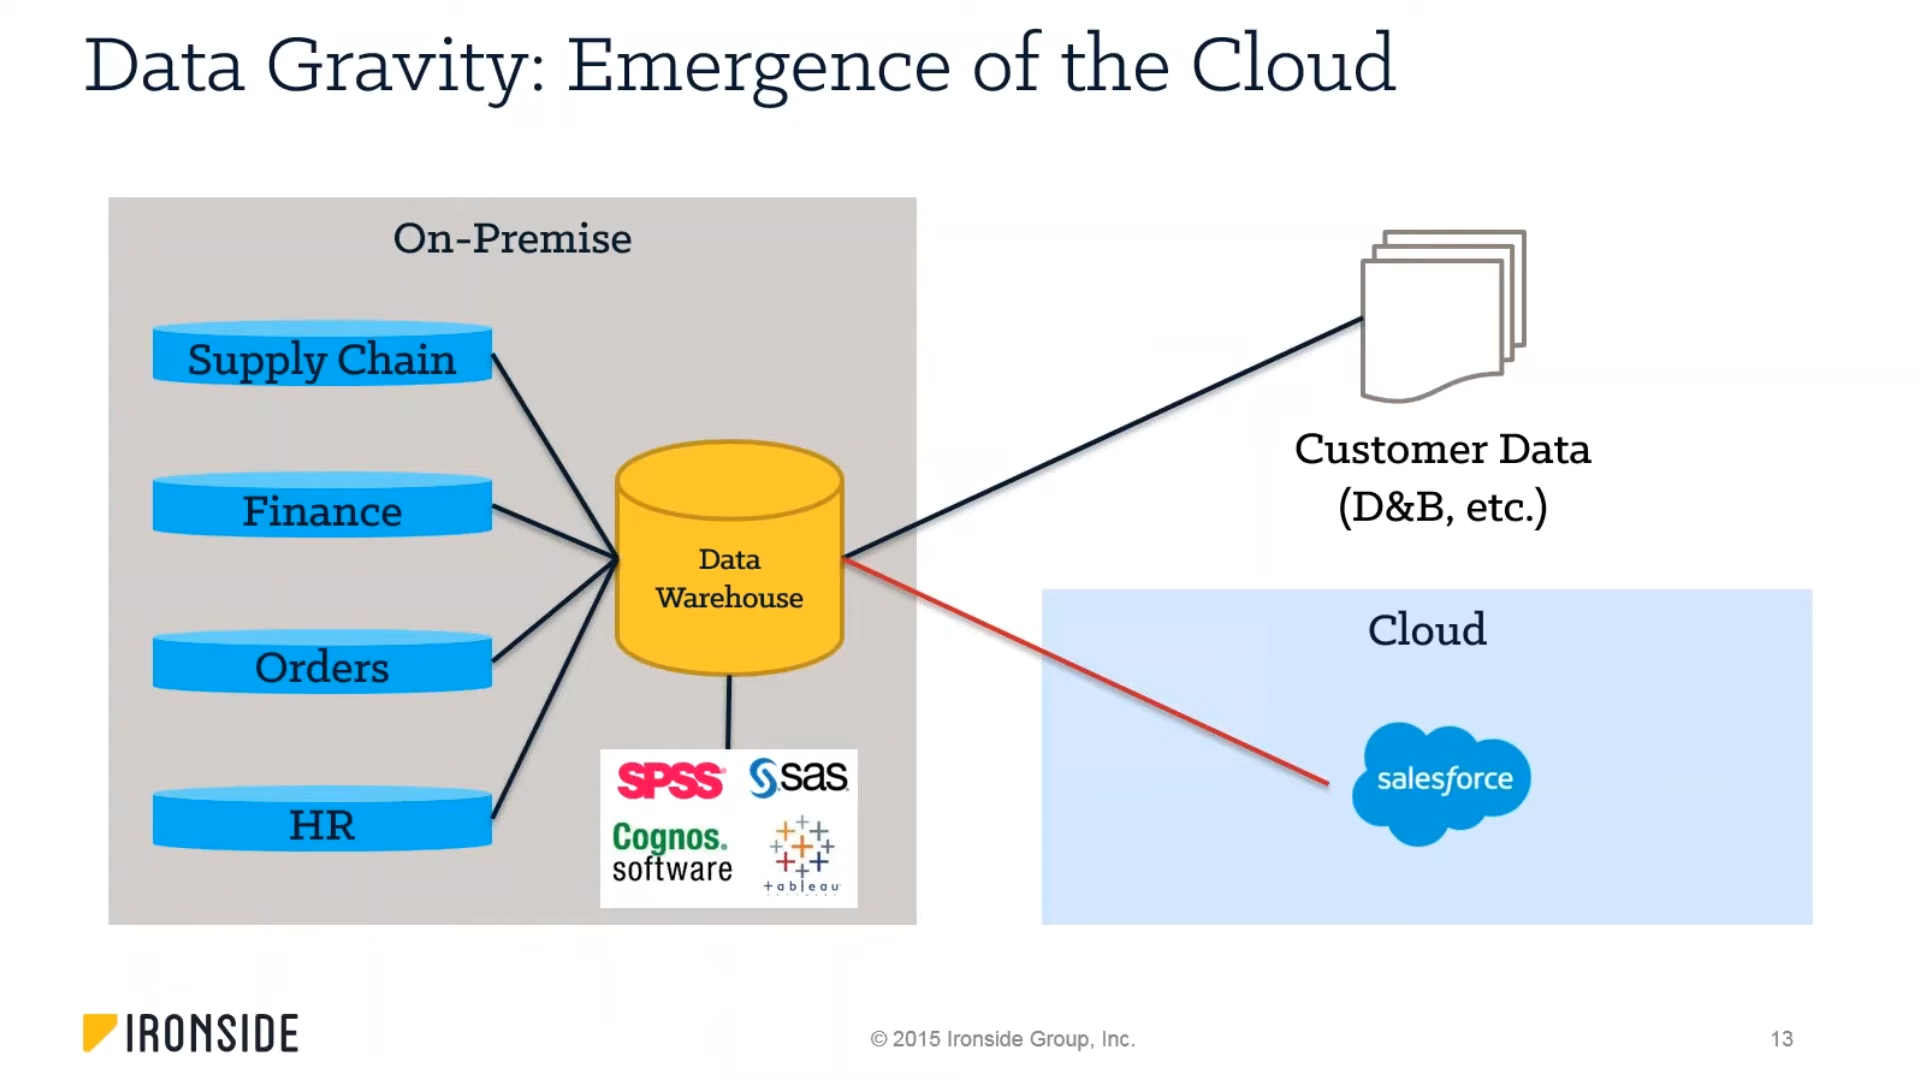 Data Gravity: Emergence of the Cloud
On-Premise
Supply Chain
Finance
Orders
HR
Data
Warehouse
SPSS
sas
Cognos.
software
+ableau
Customer Data
(D&B, etc.)
Cloud
salesforce
IRONSIDE
© 2015 Ironside Group, Inc.
13